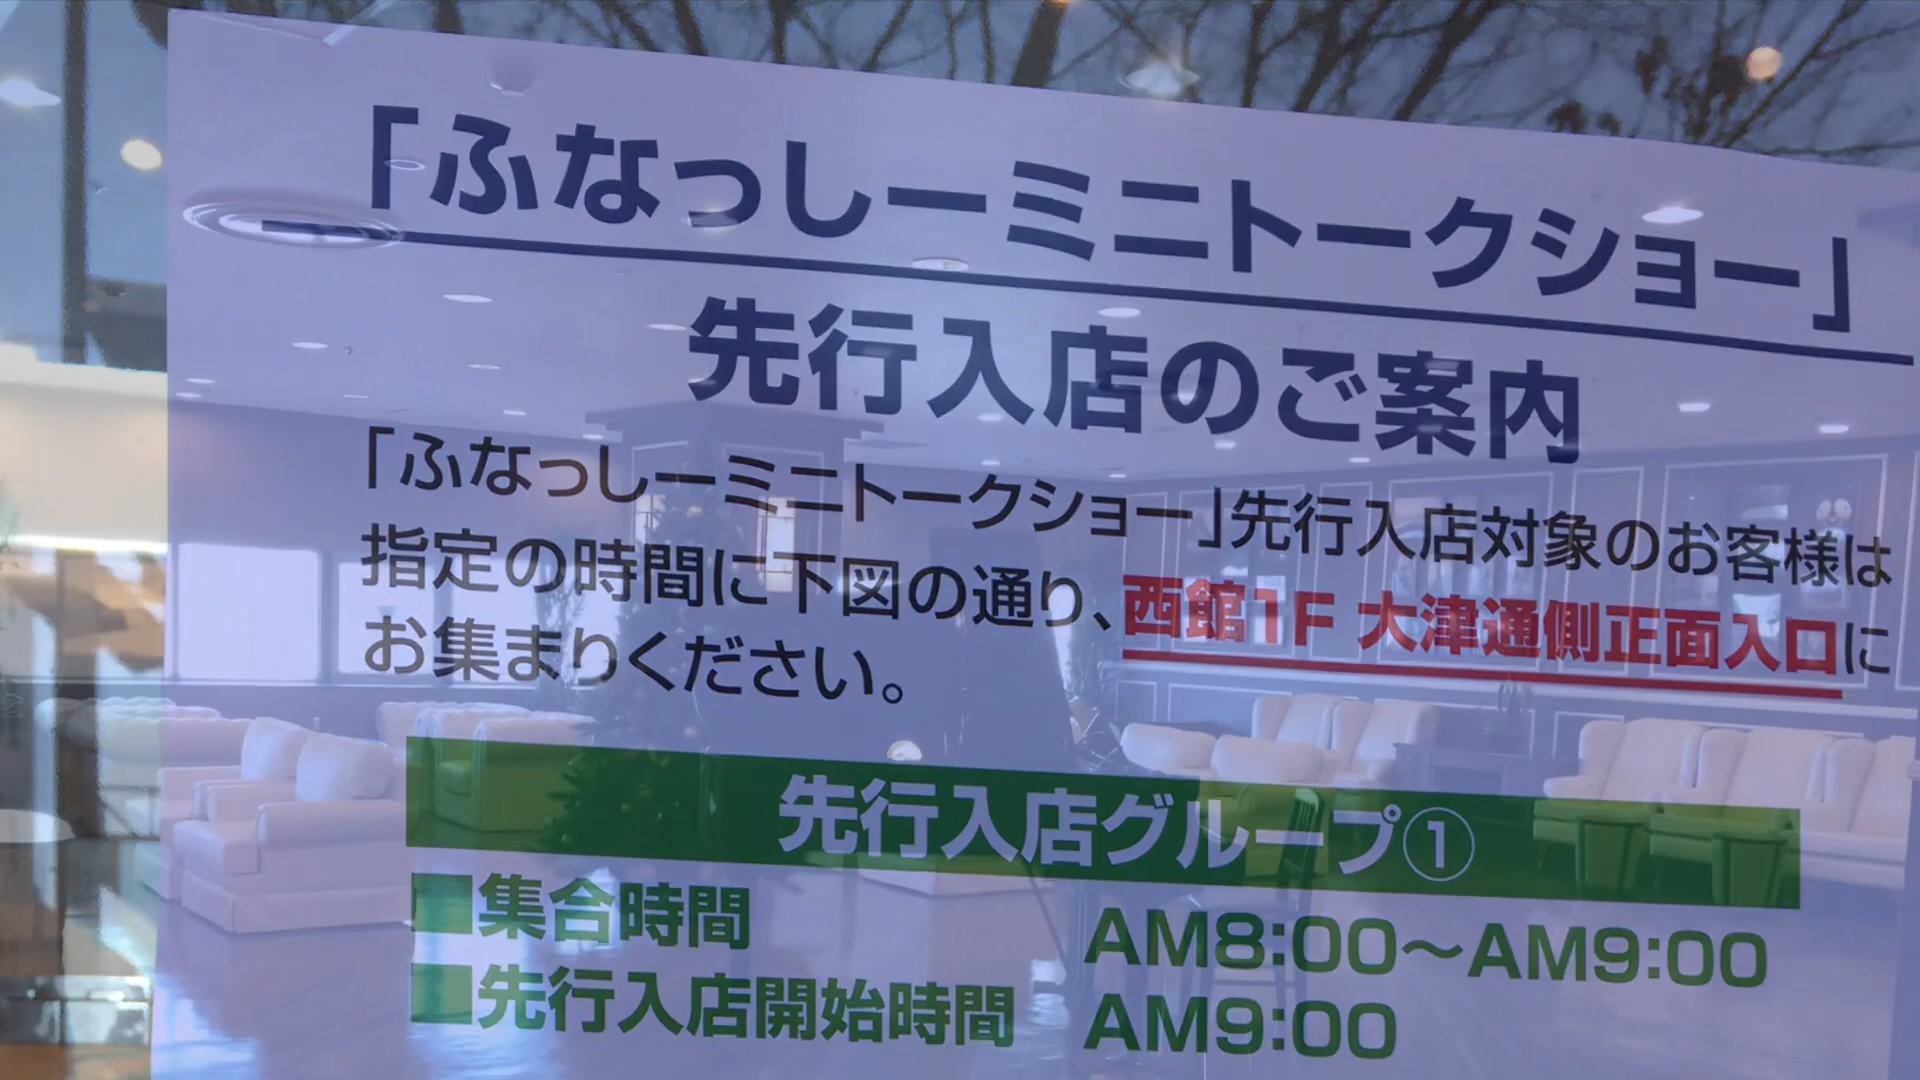 「ふなっしーミニトークショー」
先行入店のご案内
「ふなっしーミニトークショー」先行入店対象のお客様は
指定の時間に下図の通り、西館1F 大津通側正面入口に
お集まりください。
先行入店グループ①
■集合時間 AM8:00～AM9:00
■先行入店開始時間 AM9:00